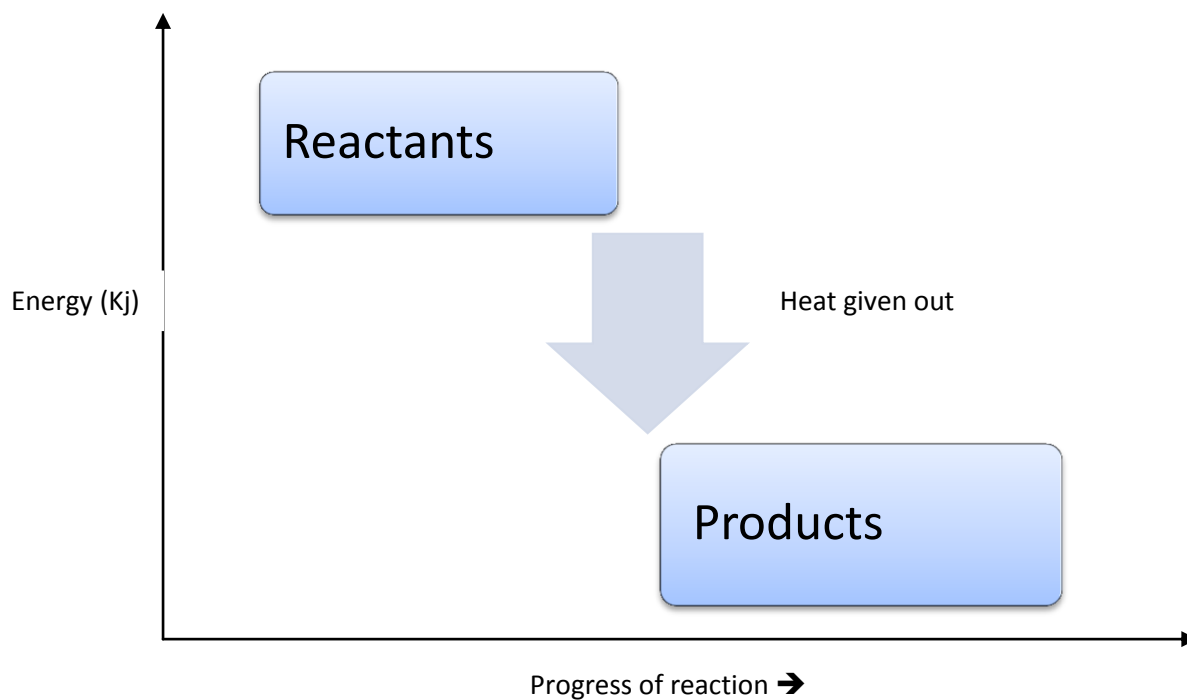 Reactants
Energy (Kj)
Heat given out
Products
Progress of reaction 🡲